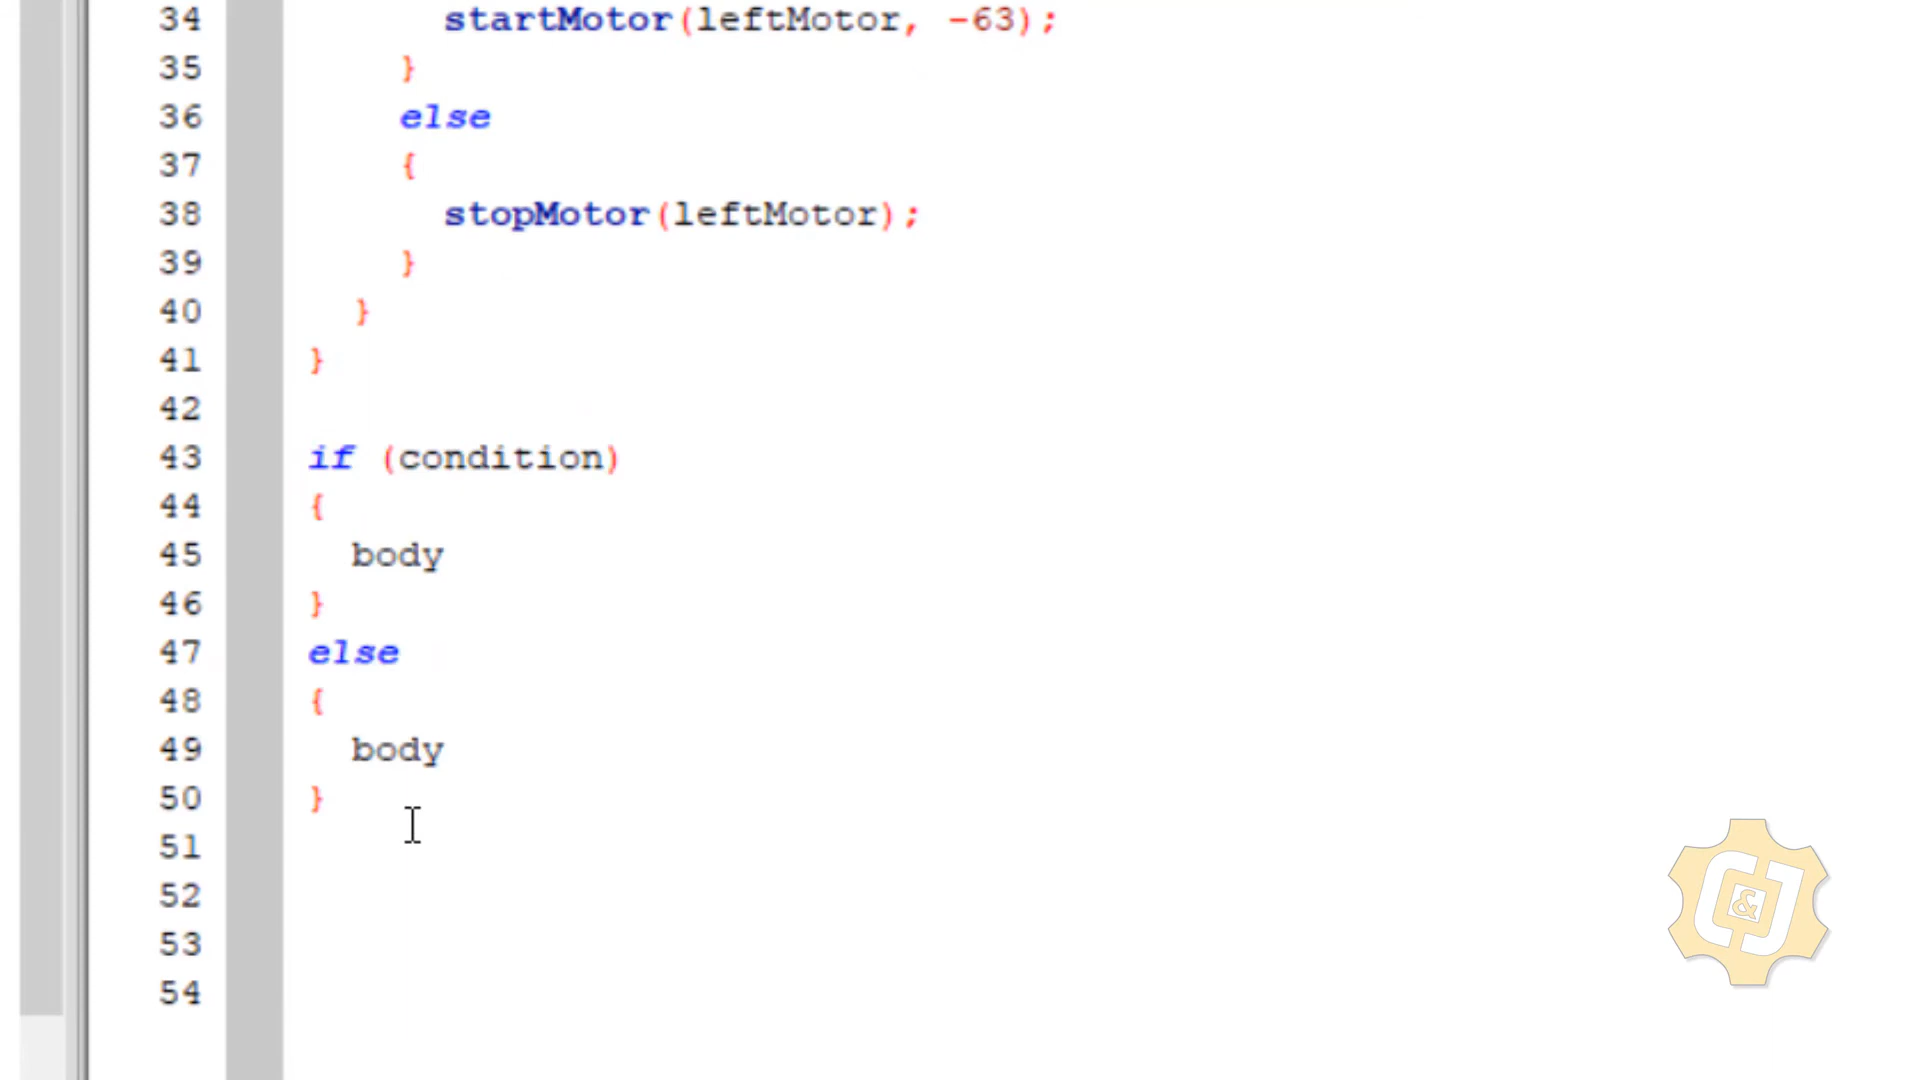 34 startMotor(leftMotor, -63);
35 }
36 else
37 {
38 stopMotor(leftMotor);
39 }
40 }
41 }
42
43 if (condition)
44 {
45 body
46 }
47 else
48 {
49 body
50 }
51
52
53
54
C&J